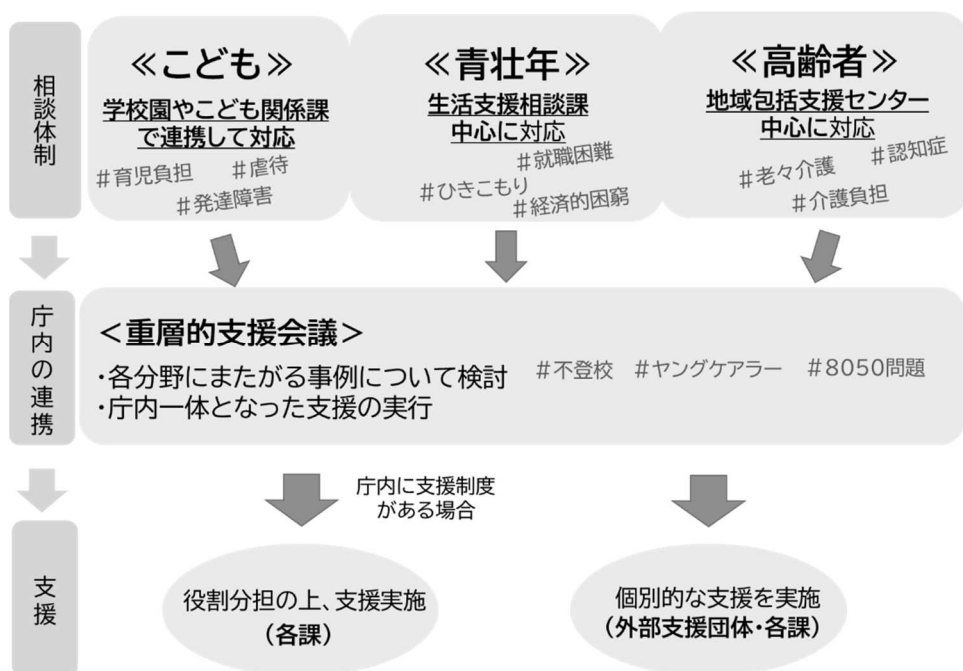 相談体制
≪こども≫
学校園やこども関係課
で連携して対応
#育児負担 #虐待
#発達障害
≪青壮年≫
生活支援相談課
中心に対応
#就職困難
#ひきこもり
#経済的困窮
≪高齢者≫
地域包括支援センター
中心に対応
#認知症
#老々介護
#介護負担
庁内の連携
＜重層的支援会議＞
・各分野にまたがる事例について検討
・庁内一体となった支援の実行
#不登校 #ヤングケアラー #8050問題
庁内に支援制度
がある場合
支援
役割分担の上、支援実施
（各課）
個別的な支援を実施
（外部支援団体・各課）